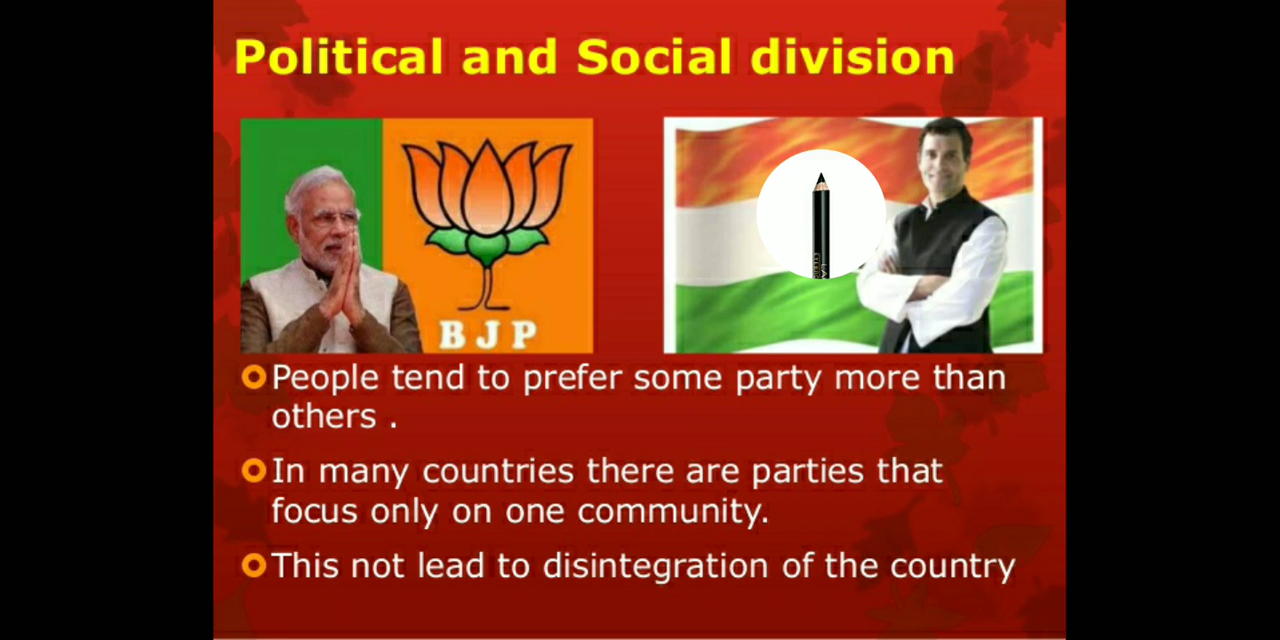 Political and Social division
B J P
People tend to prefer some party more than
others .
In many countries there are parties that
focus only on one community.
This not lead to disintegration of the country